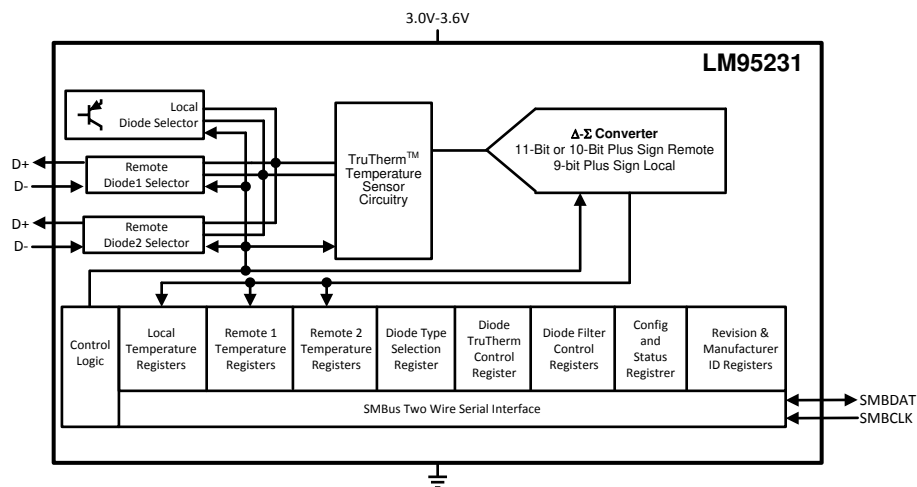 3.0V-3.6V
LM95231
Local
Diode Selector
D+
D-
Remote
Diode1 Selector
D+
D-
Remote
Diode2 Selector
TruTherm™
Temperature
Sensor
Circuitry
Δ-Σ Converter
11-Bit or 10-Bit Plus Sign Remote
9-bit Plus Sign Local
Control
Logic
Local
Temperature
Registers
Remote 1
Temperature
Registers
Remote 2
Temperature
Registers
Diode Type
Selection
Register
Diode
TruTherm
Control
Register
Diode Filter
Control
Registers
Config
and
Status
Registrer
Revision &
Manufacturer
ID Registers
SMBus Two Wire Serial Interface
SMBDAT
SMBCLK